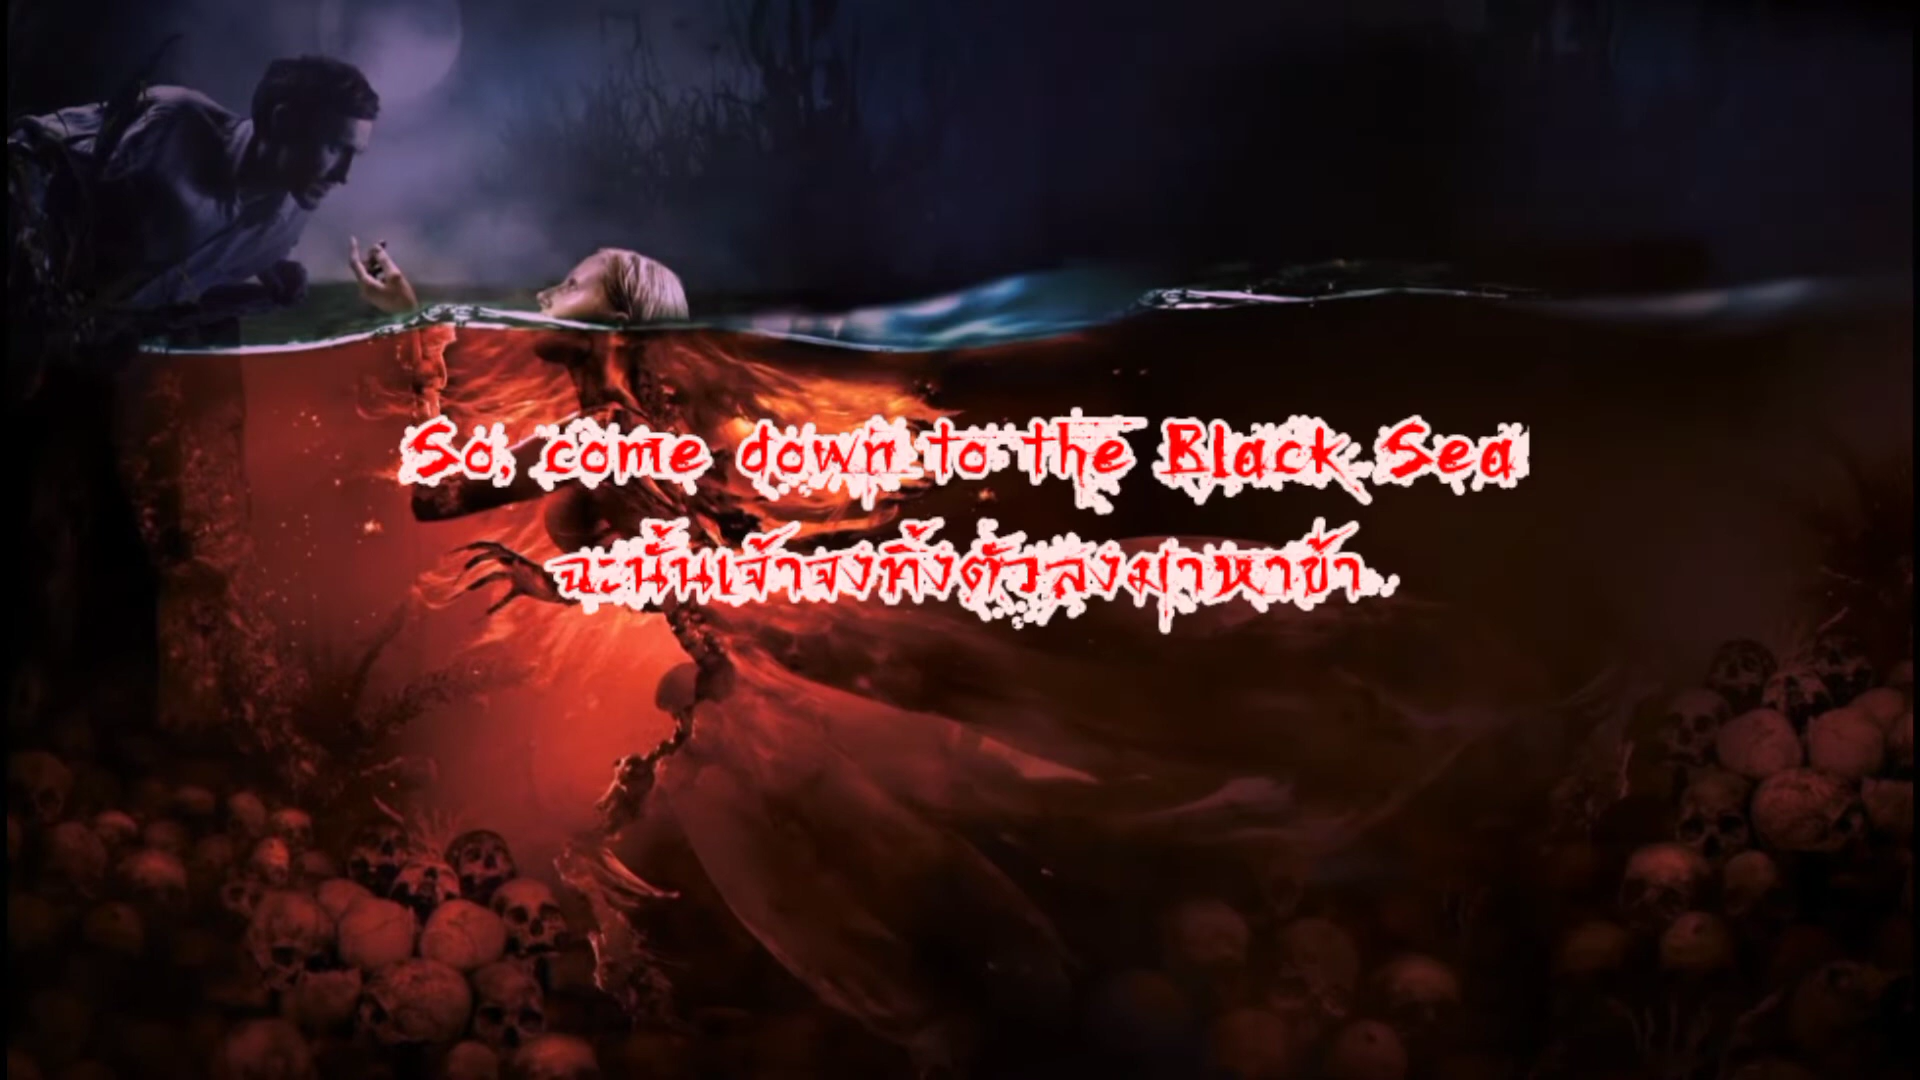 So, come down to the Black Sea
ฉะนั้นเจ้าจงทิ้งตัวลงมาหาข้า..